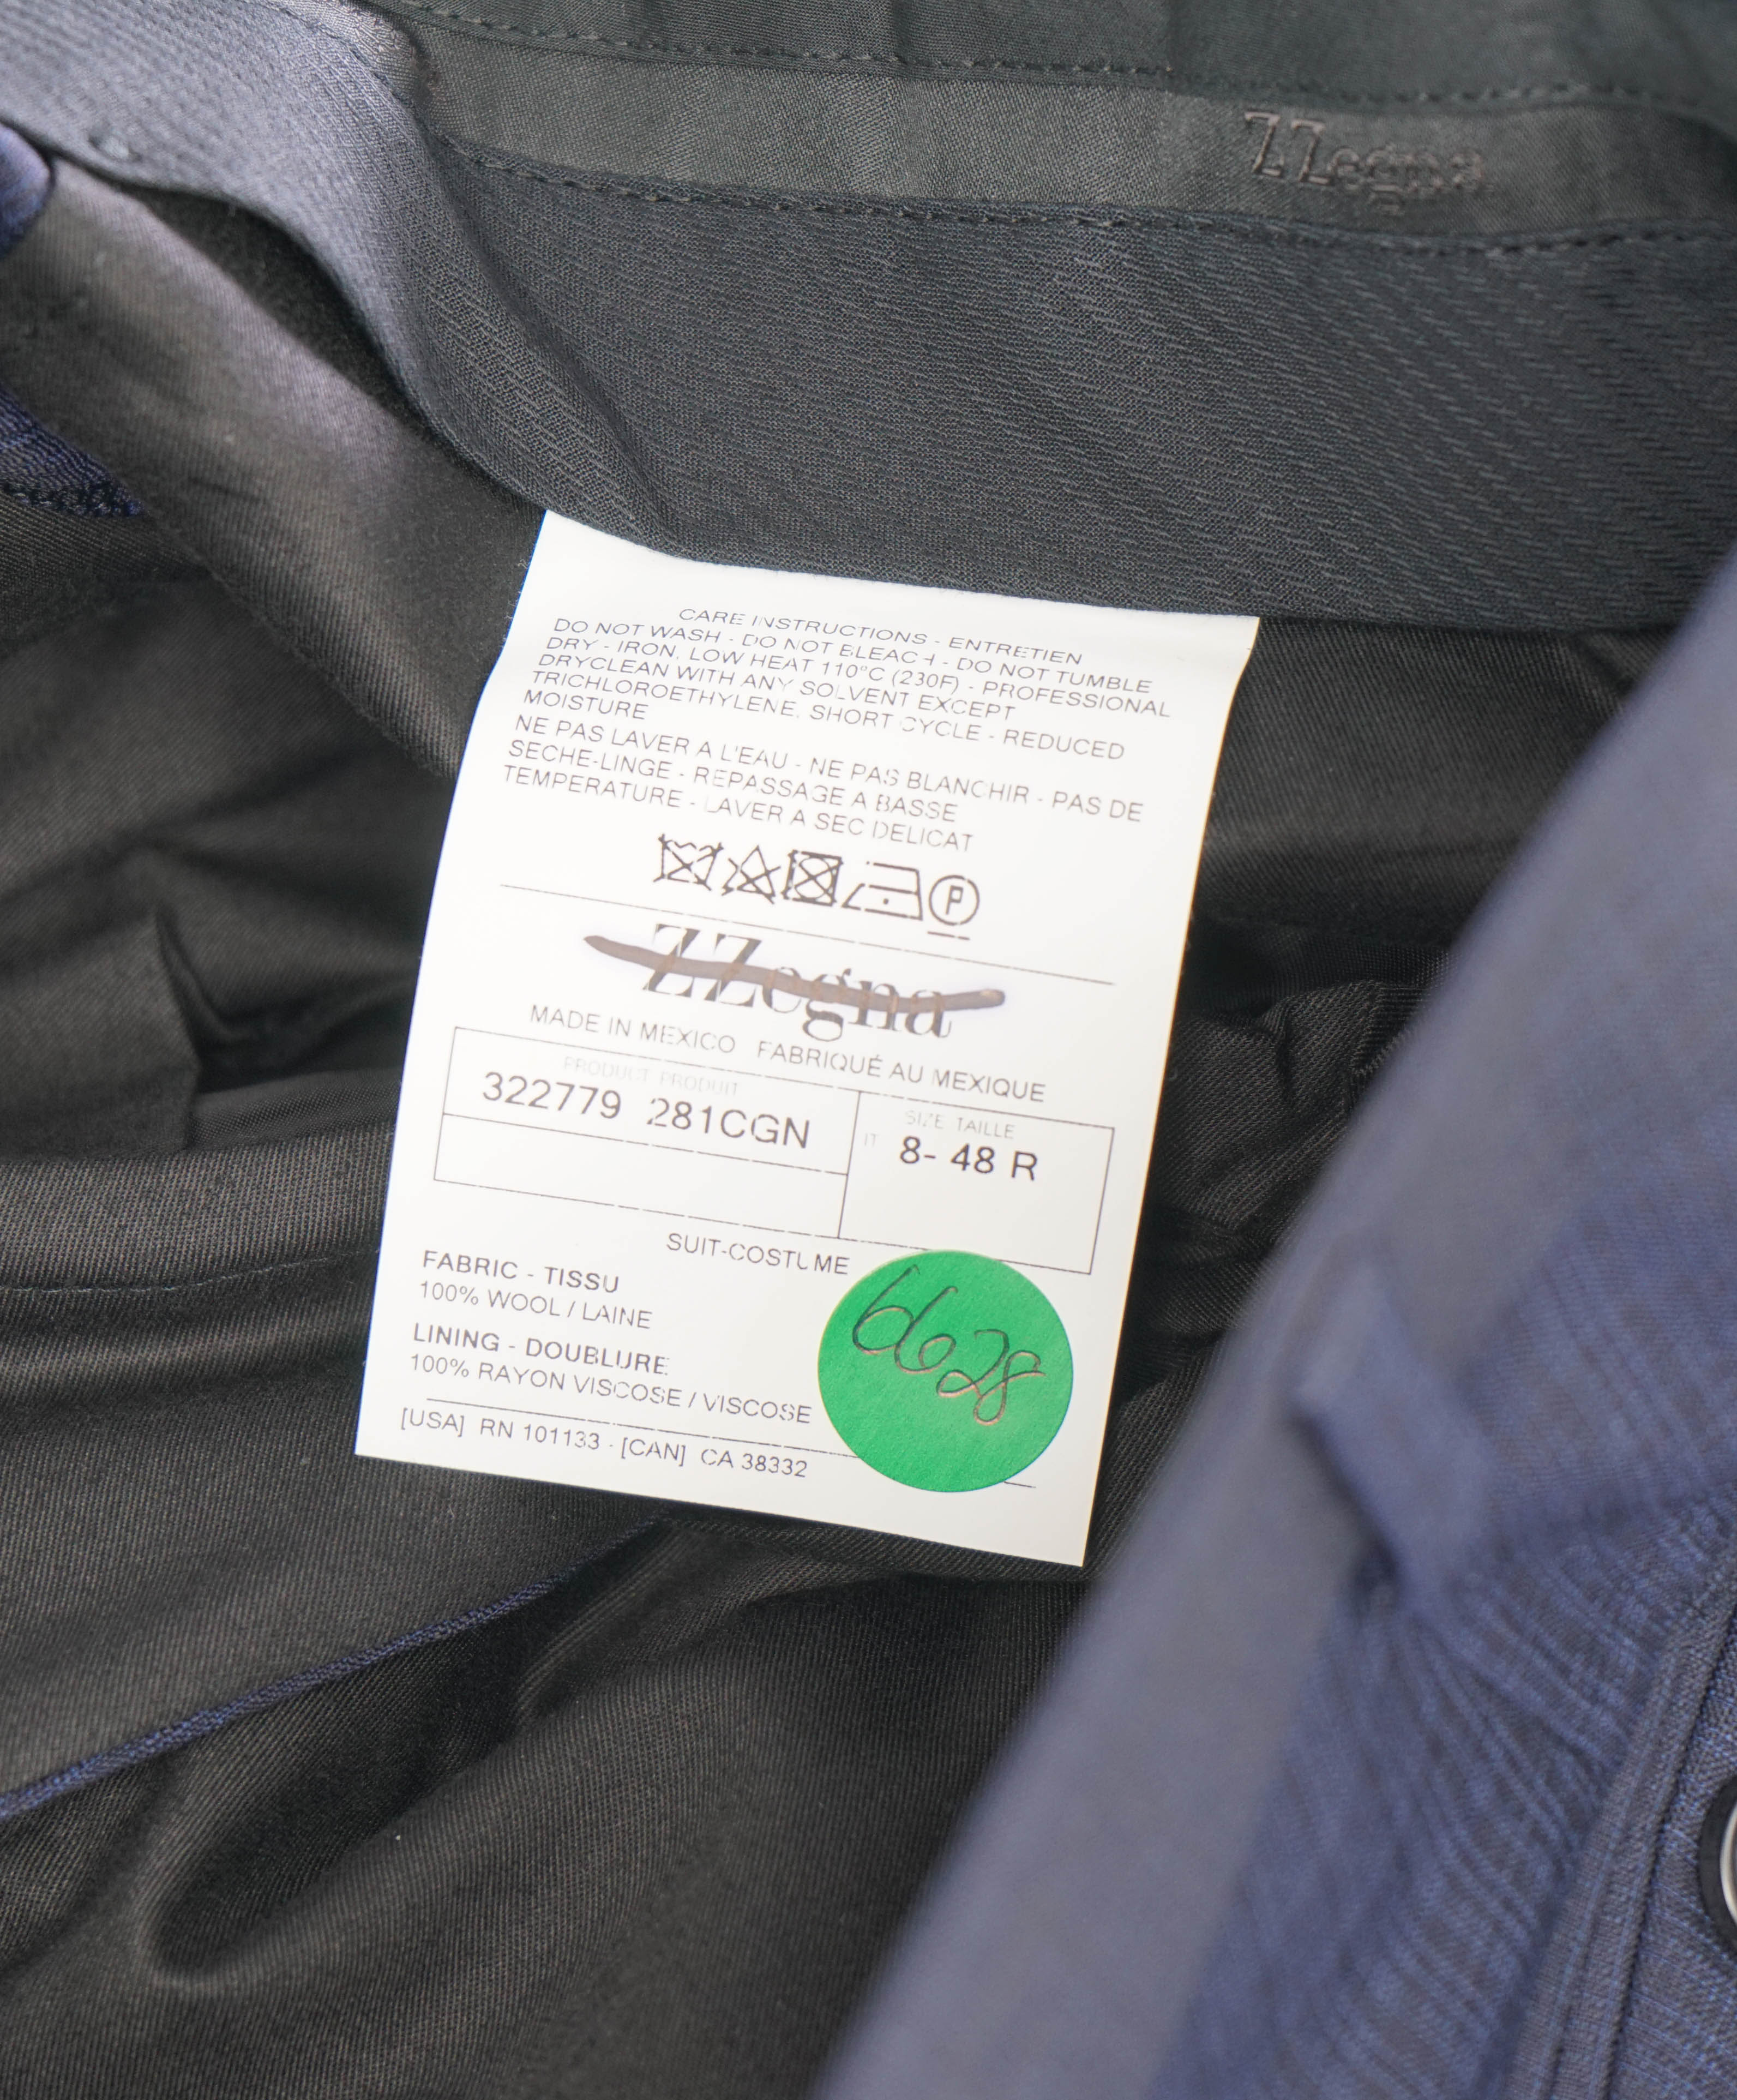 ZZegna
CARE INSTRUCTIONS - ENTRETIEN
DO NOT WASH - DO NOT BLEACH - DO NOT TUMBLE
DRY - IRON, LOW HEAT 110°C (230F) - PROFESSIONAL
DRYCLEAN WITH ANY SOLVENT EXCEPT
TRICHLOROETHYLENE, SHORT CYCLE - REDUCED
MOISTURE
NE PAS LAVER A L'EAU - NE PAS BLANCHIR - PAS DE
SECHE-LINGE - REPASSAGE A BASSE
TEMPERATURE - LAVER A SEC DELICAT
P
ZZegna
MADE IN MEXICO FABRIQUÉ AU MEXIQUE
PRODUCT PRODUIT
322779 281CGN
SIZE TAILLE
IT 8- 48 R
SUIT-COSTUME
FABRIC - TISSU
100% WOOL / LAINE
LINING - DOUBLURE
100% RAYON VISCOSE / VISCOSE
[USA] RN 101133 - [CAN] CA 38332
6628